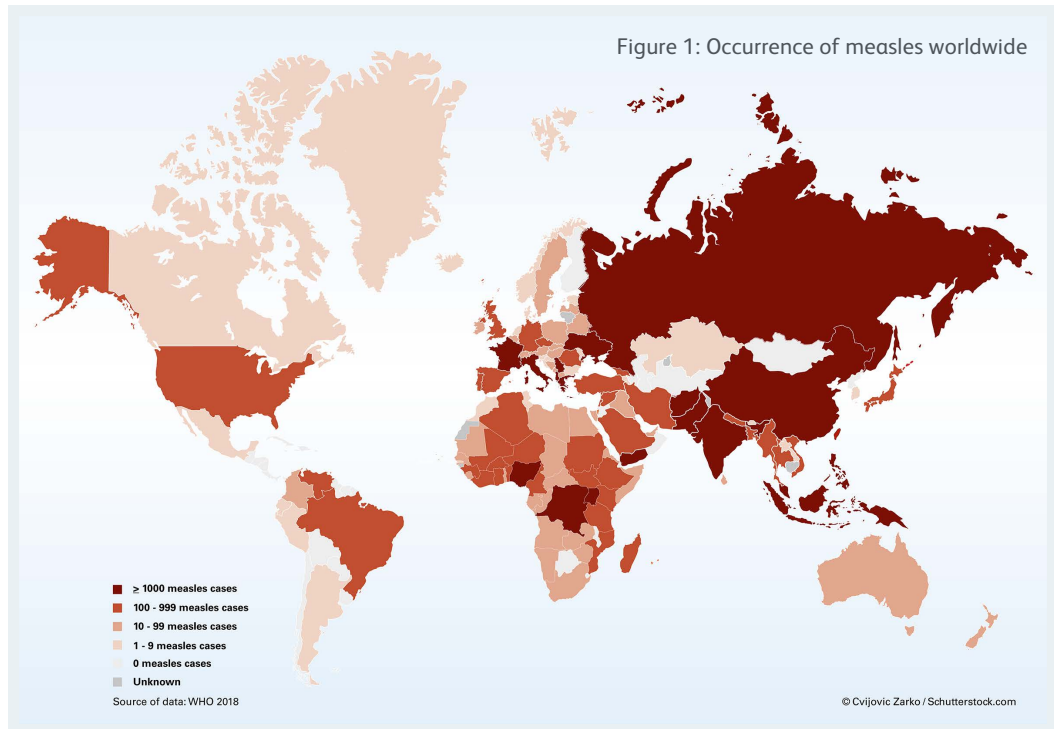 Figure 1: Occurrence of measles worldwide
≥ 1000 measles cases
100 - 999 measles cases
10 - 99 measles cases
1 - 9 measles cases
0 measles cases
Unknown
Source of data: WHO 2018
© Cvijovic Zarko / Schutterstock.com